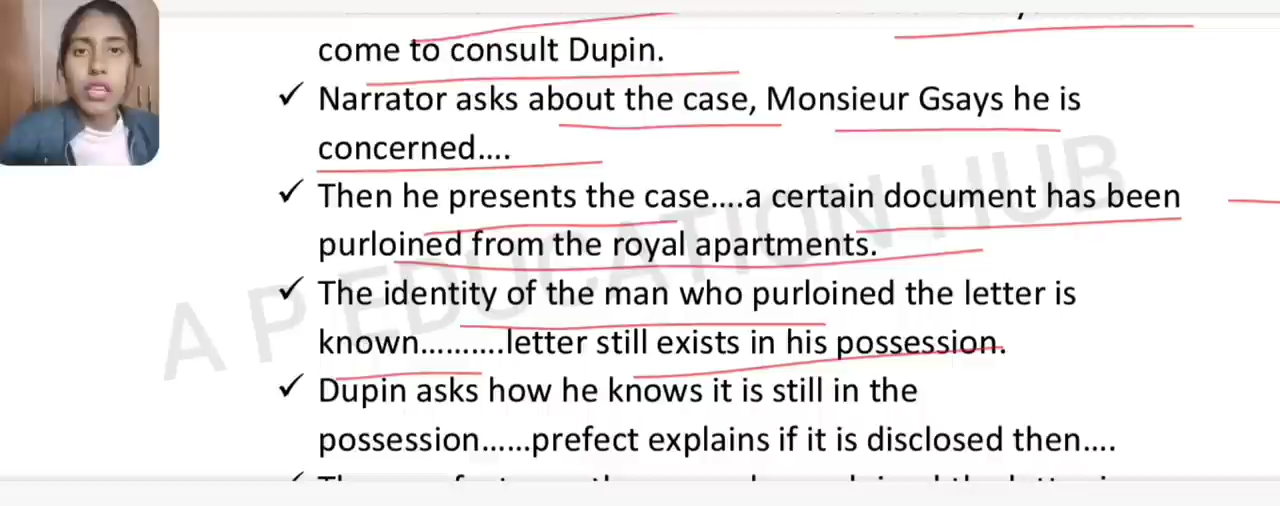 come to consult Dupin.
✓ Narrator asks about the case, Monsieur Gsays he is
concerned....
✓ Then he presents the case....a certain document has been
purloined from the royal apartments.
✓ The identity of the man who purloined the letter is
known..........letter still exists in his possession.
✓ Dupin asks how he knows it is still in the
possession......prefect explains if it is disclosed then....
A P EDUCATION HUB